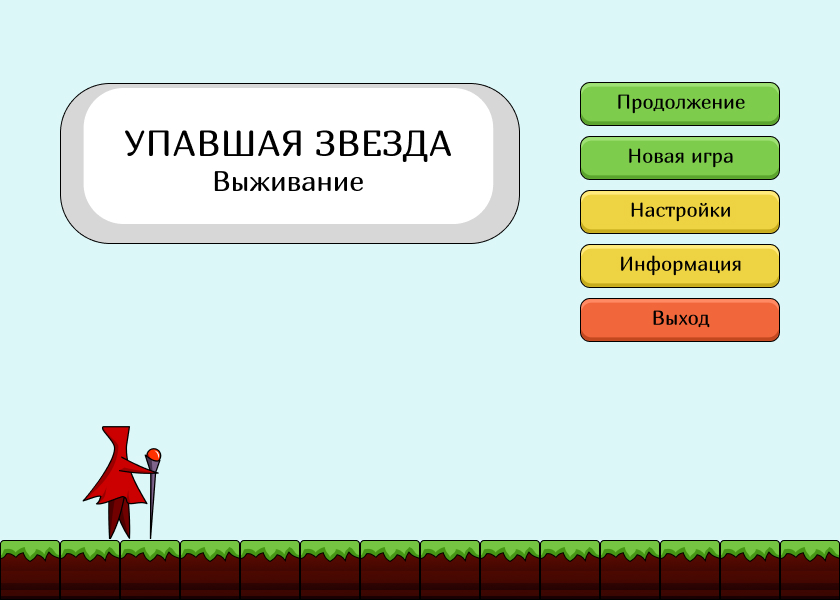 УПАВШАЯ ЗВЕЗДА
Выживание
Продолжение
Новая игра
Настройки
Информация
Выход